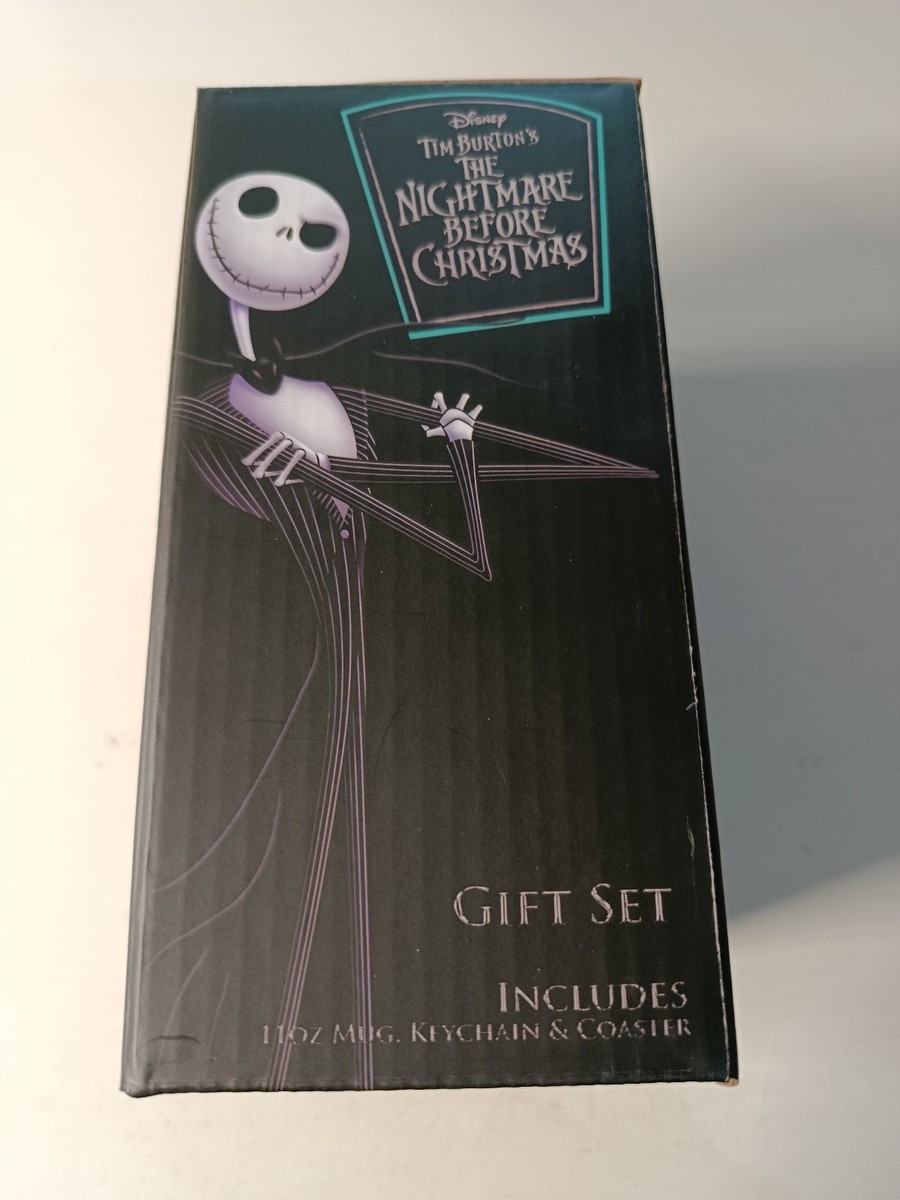 Disney
Tim Burton's
The
Nightmare
Before
Christmas
Gift Set
Includes
11oz Mug, Keychain & Coaster